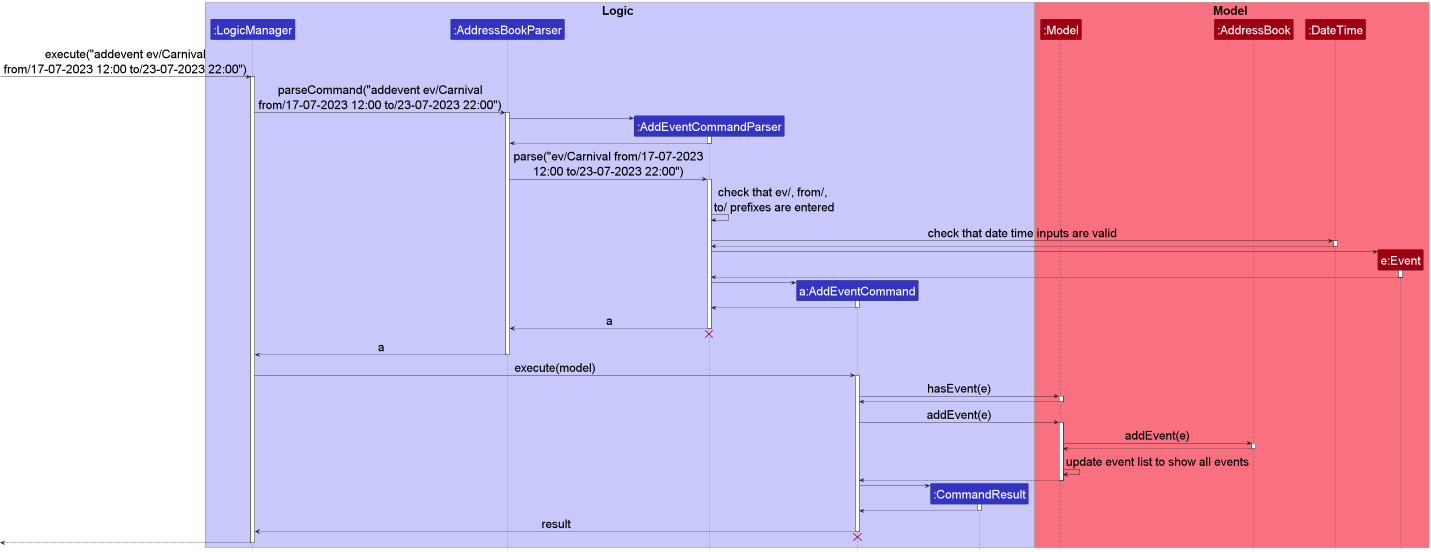 Logic
Model
:LogicManager
:AddressBookParser
:Model
:AddressBook
:DateTime
execute("addevent ev/Carnival
from/17-07-2023 12:00 to/23-07-2023 22:00")
parseCommand("addevent ev/Carnival
from/17-07-2023 12:00 to/23-07-2023 22:00")
:AddEventCommandParser
parse("ev/Carnival from/17-07-2023
12:00 to/23-07-2023 22:00")
check that ev/, from/,
to/ prefixes are entered
check that date time inputs are valid
e:Event
a:AddEventCommand
a
a
execute(model)
hasEvent(e)
addEvent(e)
addEvent(e)
update event list to show all events
:CommandResult
result